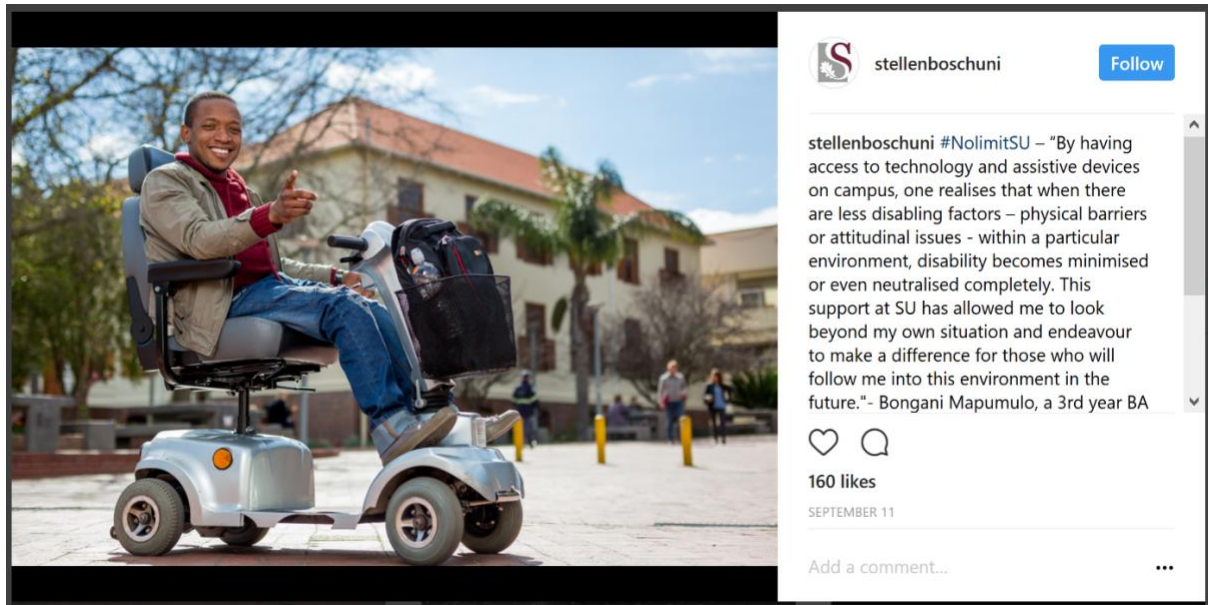 stellenboschuni
Follow
stellenboschuni #NolimitSU – “By having
access to technology and assistive devices
on campus, one realises that when there
are less disabling factors – physical barriers
or attitudinal issues - within a particular
environment, disability becomes minimised
or even neutralised completely. This
support at SU has allowed me to look
beyond my own situation and endeavour
to make a difference for those who will
follow me into this environment in the
future."- Bongani Mapumulo, a 3rd year BA
160 likes
SEPTEMBER 11
Add a comment...